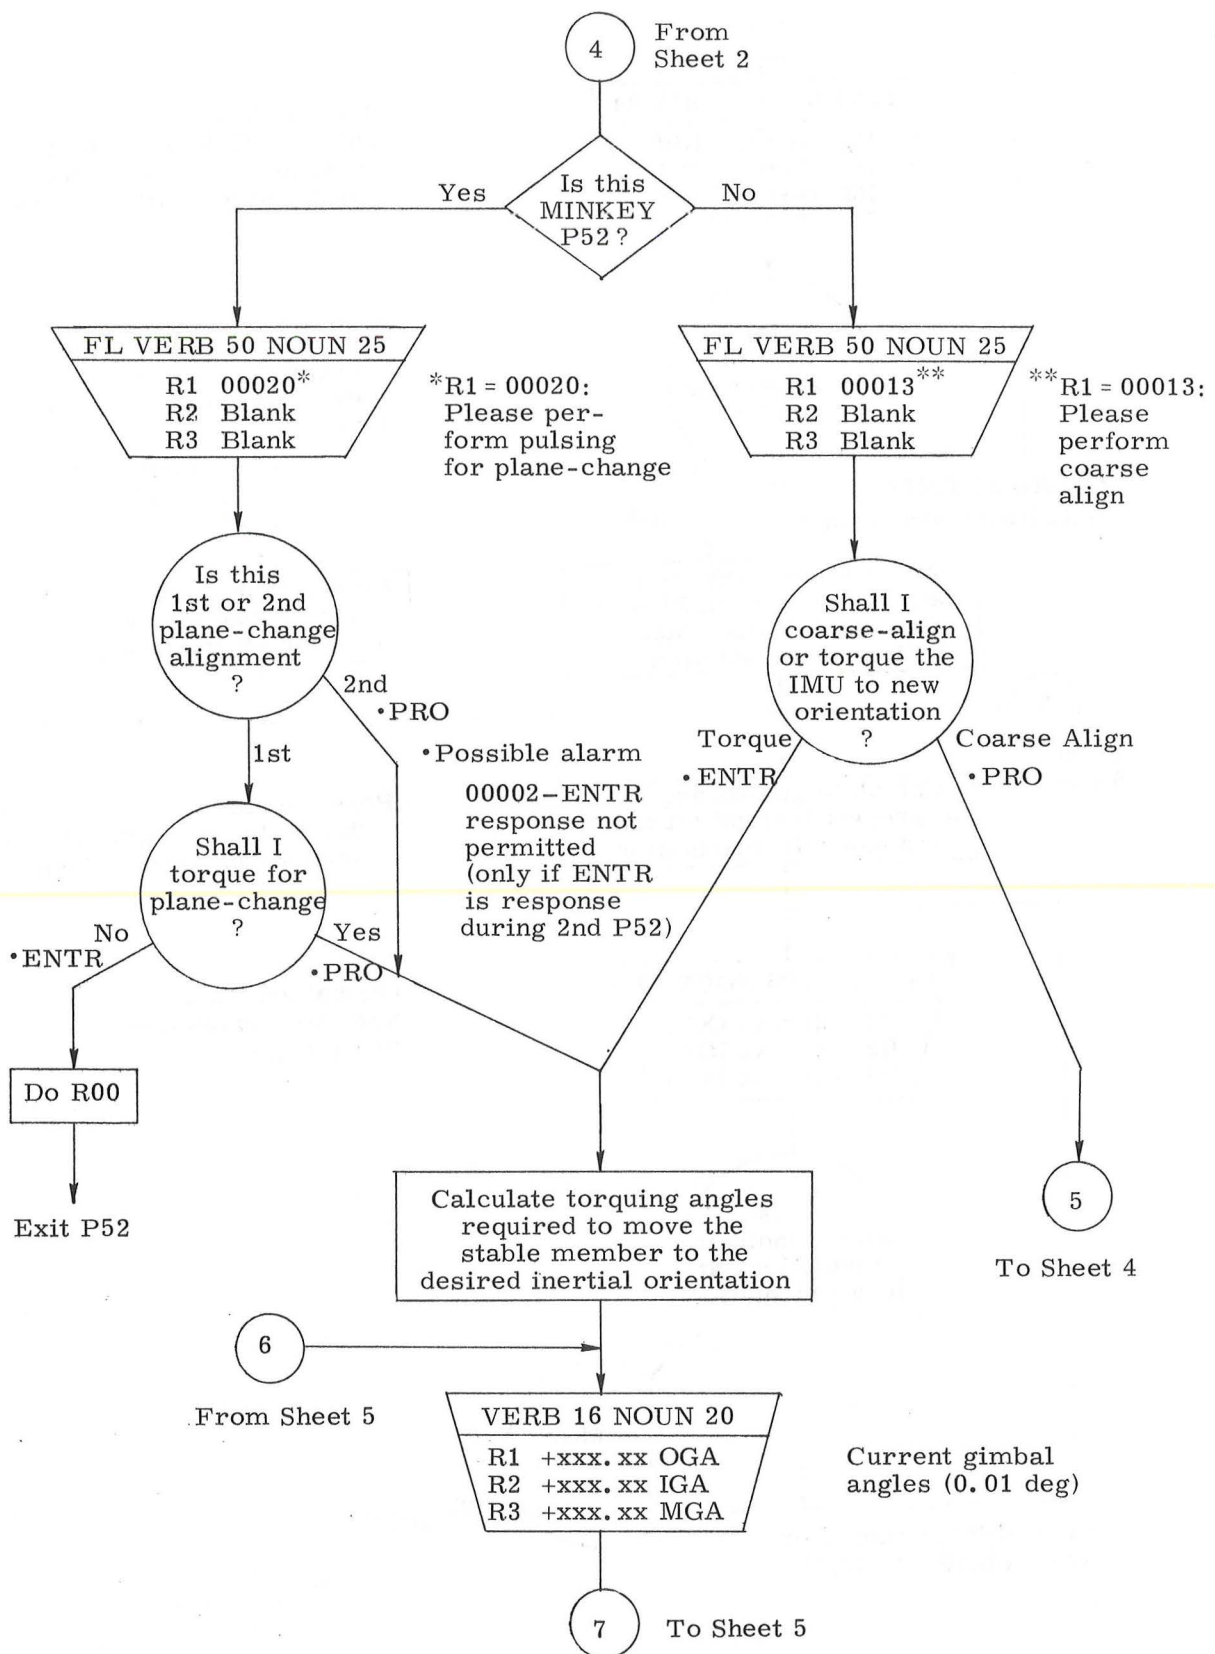 4
From
Sheet 2
Is this
MINKEY
P52?
Yes
No
FL VERB 50 NOUN 25
R1 00020*
R2 Blank
R3 Blank
*R1 = 00020:
Please per-
form pulsing
for plane-change
FL VERB 50 NOUN 25
R1 00013**
R2 Blank
R3 Blank
**R1 = 00013:
Please
perform
coarse
align
Is this
1st or 2nd
plane-change
alignment
?
2nd
•PRO
1st
•Possible alarm
00002-ENTR
response not
permitted
(only if ENTR
is response
during 2nd P52)
Shall I
coarse-align
or torque the
IMU to new
orientation
?
Torque
•ENTR
Coarse Align
•PRO
Shall I
torque for
plane-change
?
No
•ENTR
Yes
•PRO
Do R00
Exit P52
Calculate torquing angles
required to move the
stable member to the
desired inertial orientation
5
To Sheet 4
6
From Sheet 5
VERB 16 NOUN 20
R1 +xxx.xx OGA
R2 +xxx.xx IGA
R3 +xxx.xx MGA
Current gimbal
angles (0.01 deg)
7
To Sheet 5